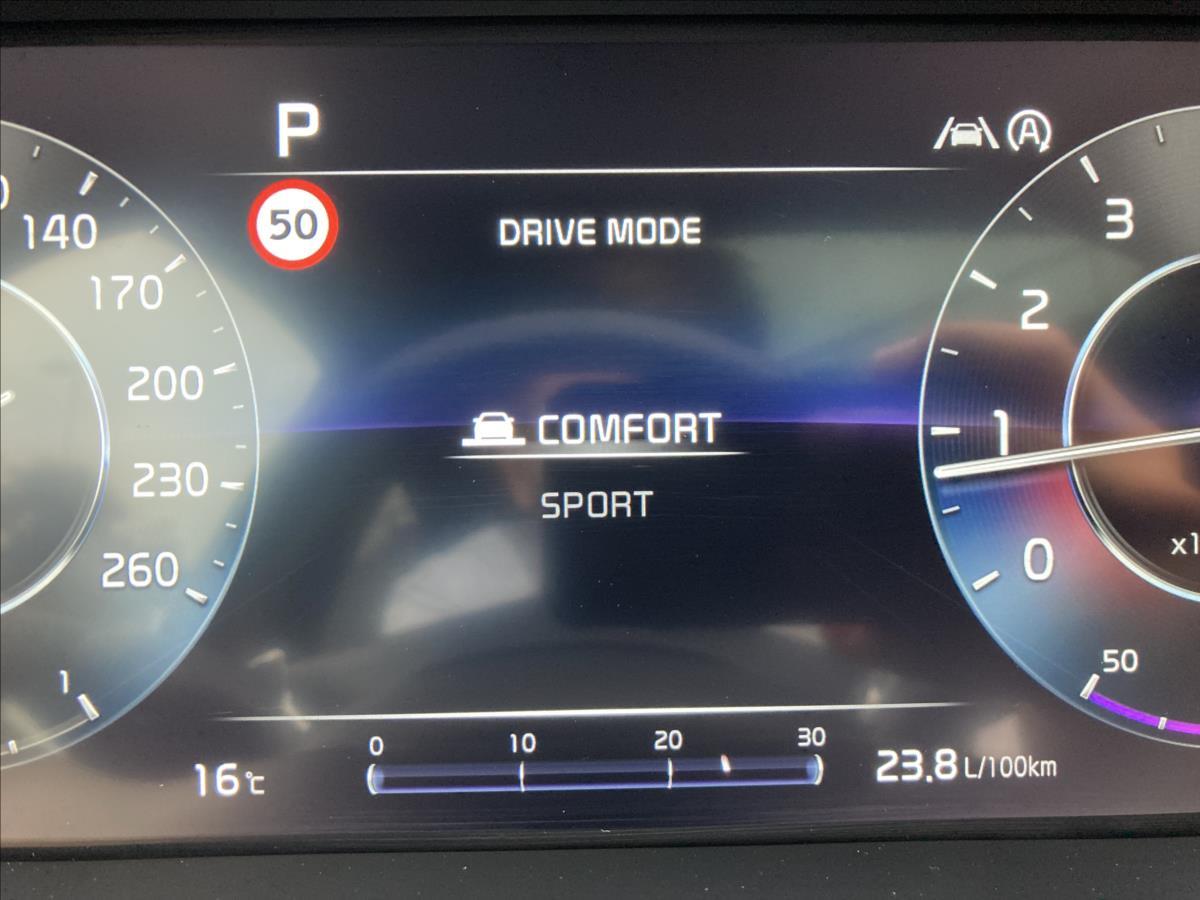 P
A
50
DRIVE MODE
140
170
200
230
260
1
3
2
1
0
x1
50
COMFORT
SPORT
0 10 20 30
16℃
23.8 L/100km